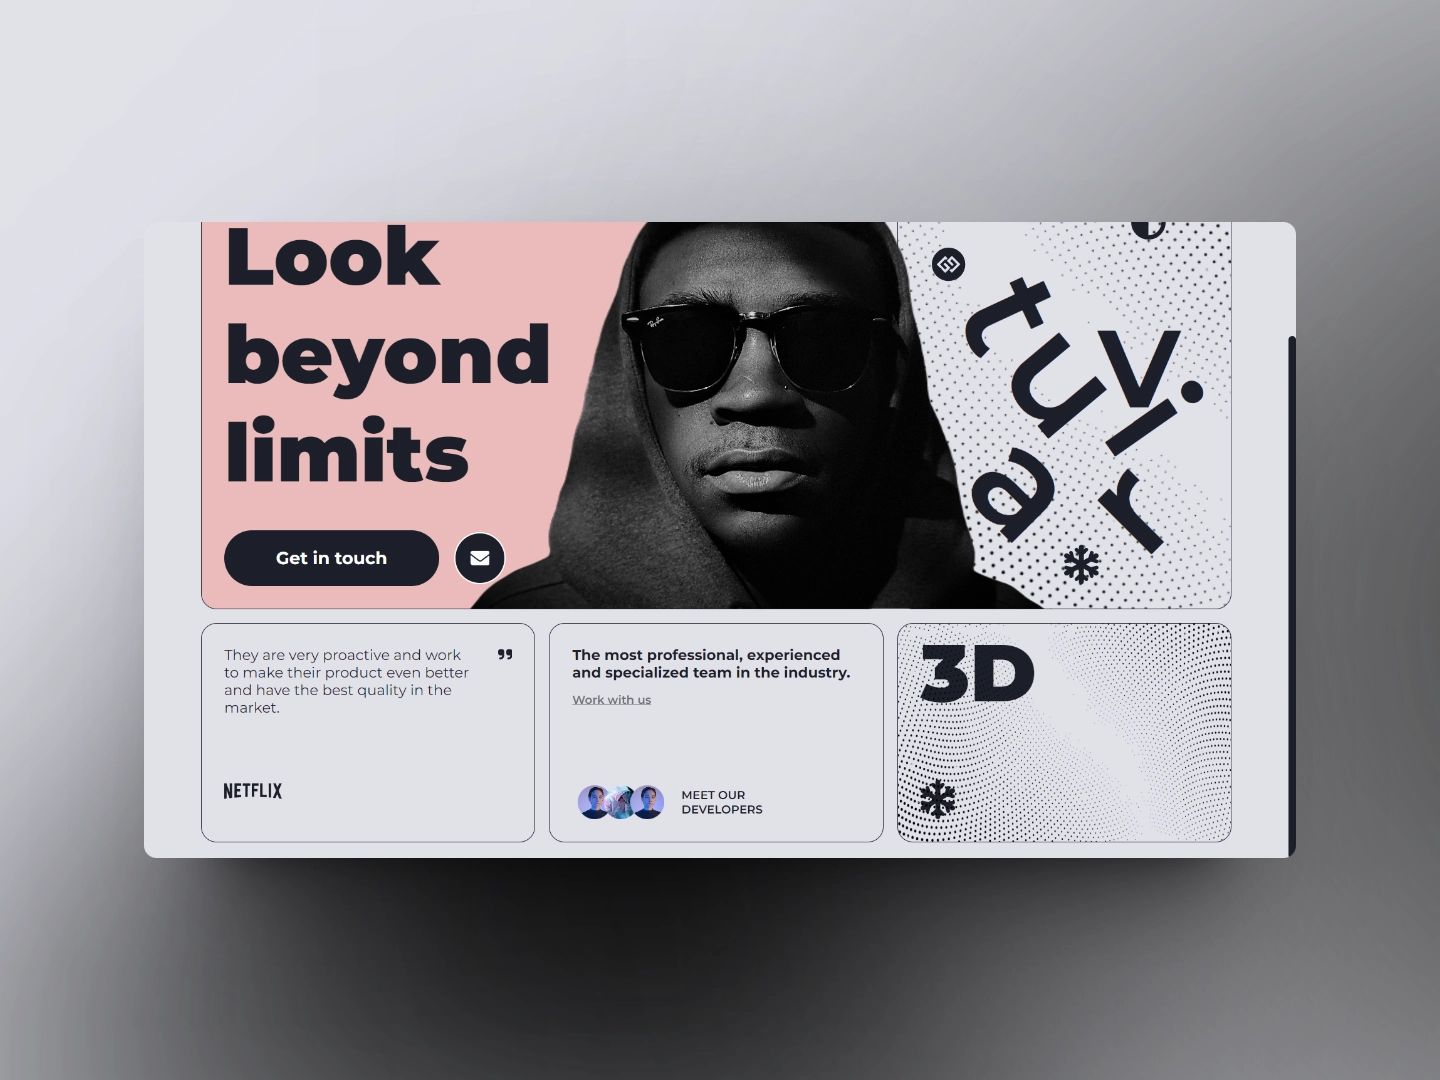 Look
beyond
limits
Get in touch
Ray-Ban
V
i
r
t
u
a
They are very proactive and work
to make their product even better
and have the best quality in the
market.
NETFLIX
The most professional, experienced
and specialized team in the industry.
Work with us
MEET OUR
DEVELOPERS
3D